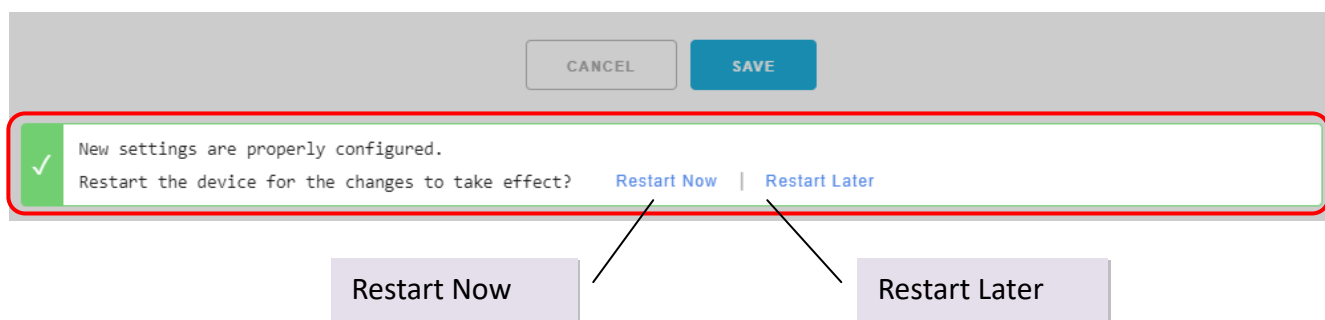 CANCEL SAVE
New settings are properly configured.
Restart the device for the changes to take effect? Restart Now | Restart Later
Restart Now Restart Later